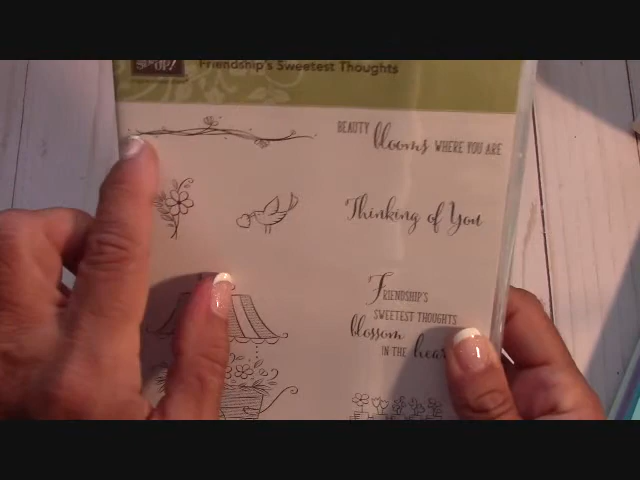 Friendship's Sweetest Thoughts
BEAUTY blooms WHERE YOU ARE
Thinking of You
FRIENDSHIP'S
SWEETEST THOUGHTS
blossom
IN THE